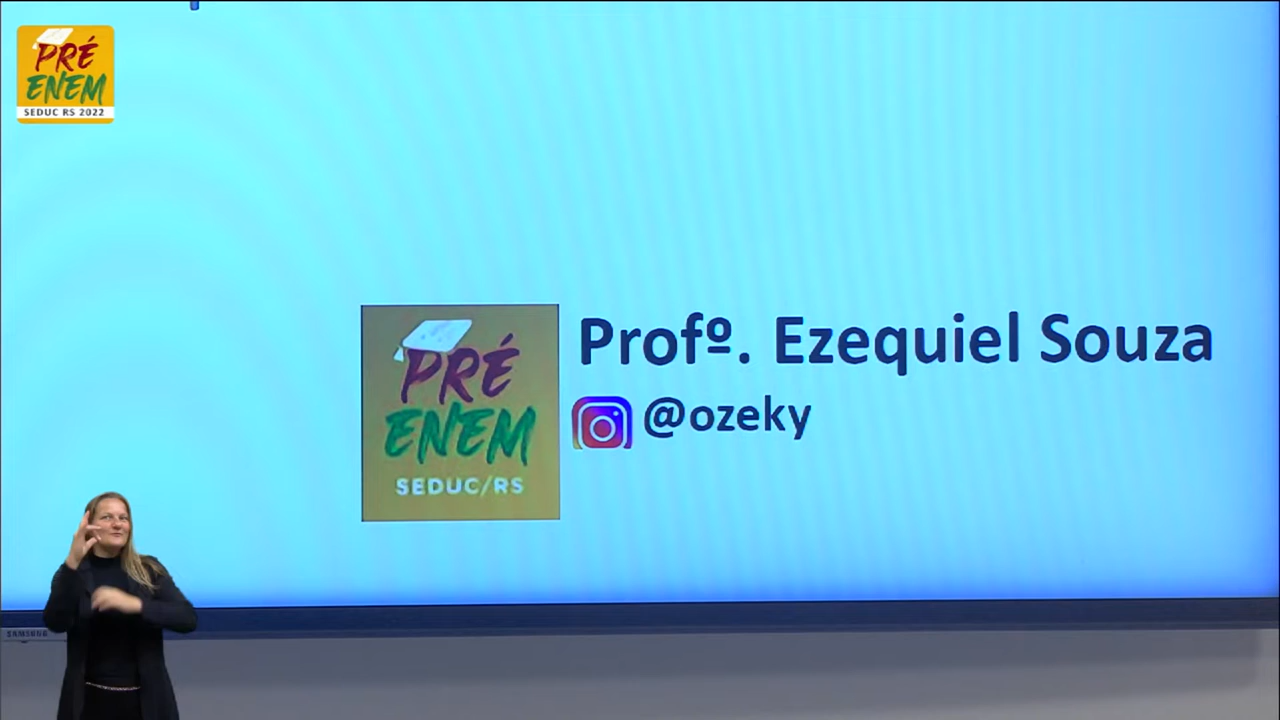 PRÉ
ENEM
SEDUC RS 2022
Profº. Ezequiel Souza
@ozeky
PRÉ
ENEM
SEDUC/RS
SAMSUNG